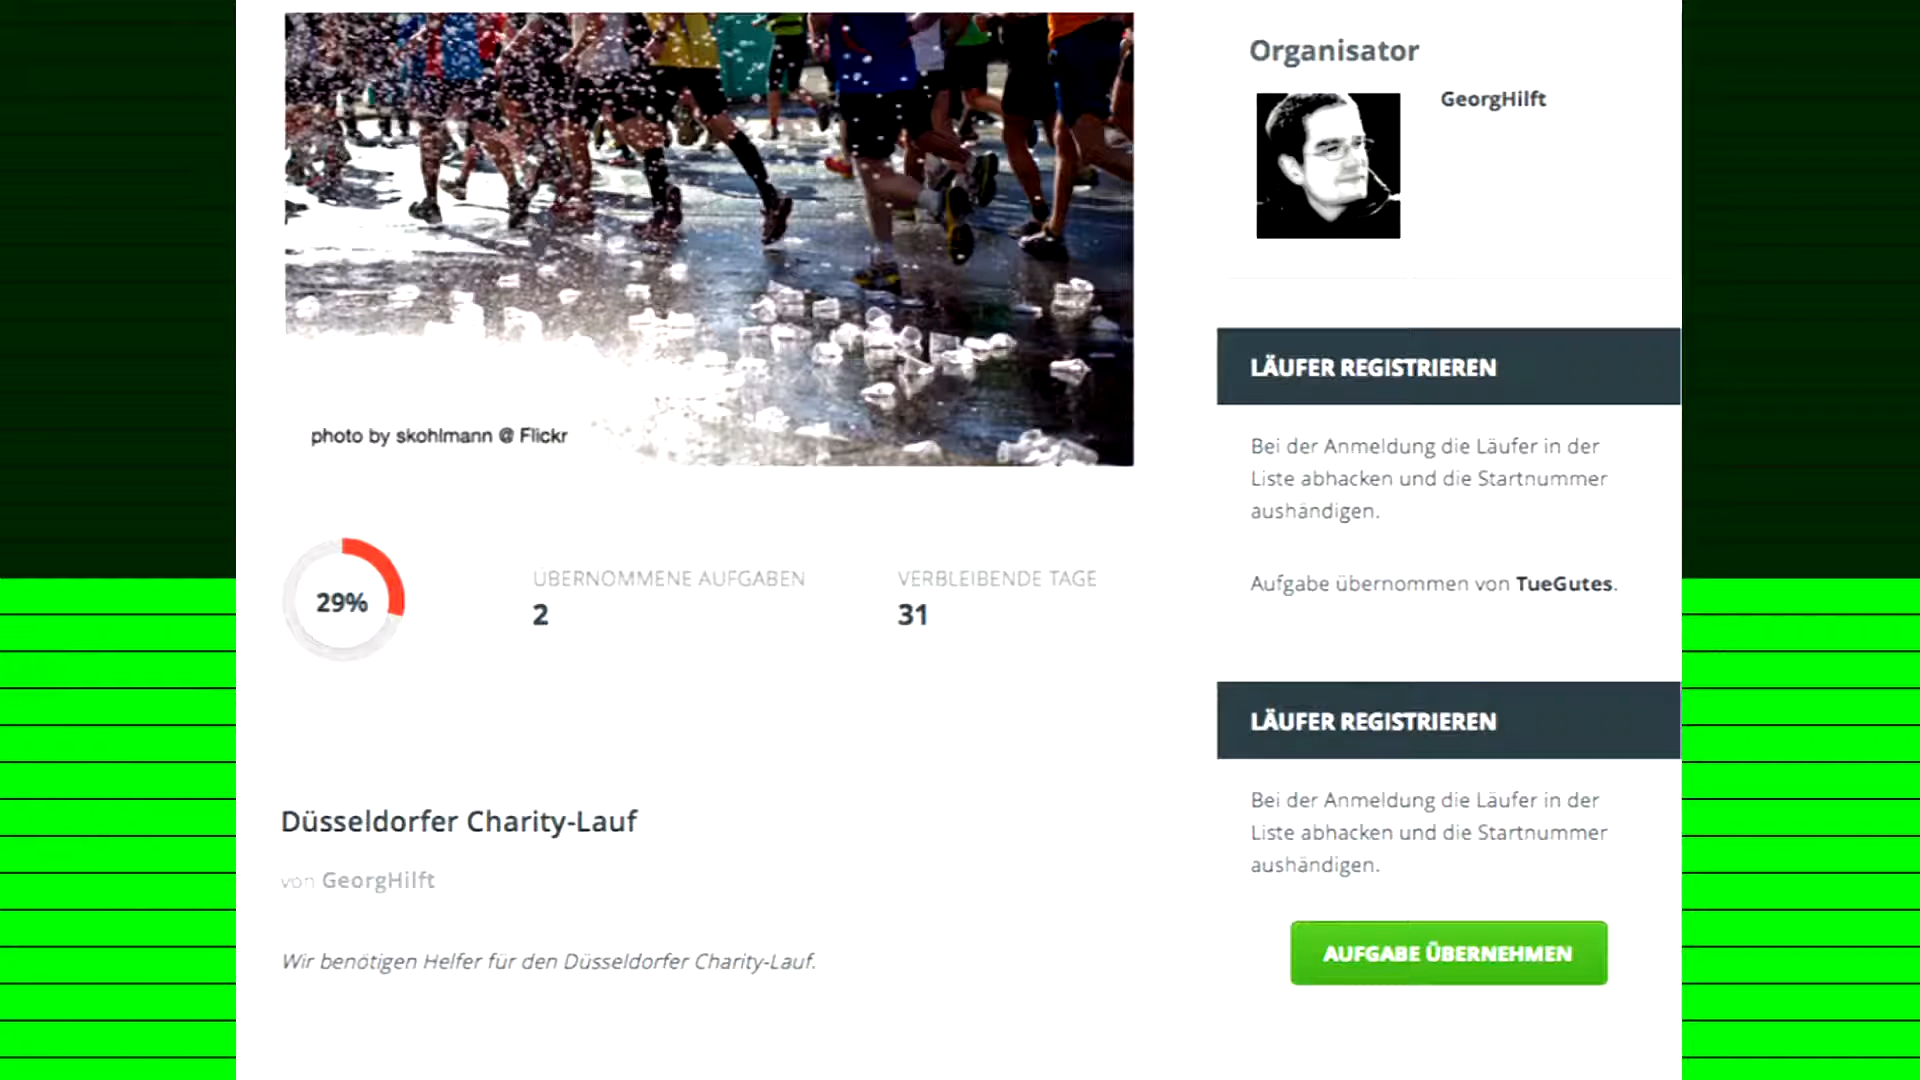 photo by skohlmann @ Flickr
29%
ÜBERNOMMENE AUFGABEN
2
VERBLEIBENDE TAGE
31
Düsseldorfer Charity-Lauf
von GeorgHilft
Wir benötigen Helfer für den Düsseldorfer Charity-Lauf.
Organisator
GeorgHilft
LÄUFER REGISTRIEREN
Bei der Anmeldung die Läufer in der
Liste abhacken und die Startnummer
aushändigen.
Aufgabe übernommen von TueGutes.
LÄUFER REGISTRIEREN
Bei der Anmeldung die Läufer in der
Liste abhacken und die Startnummer
aushändigen.
AUFGABE ÜBERNEHMEN